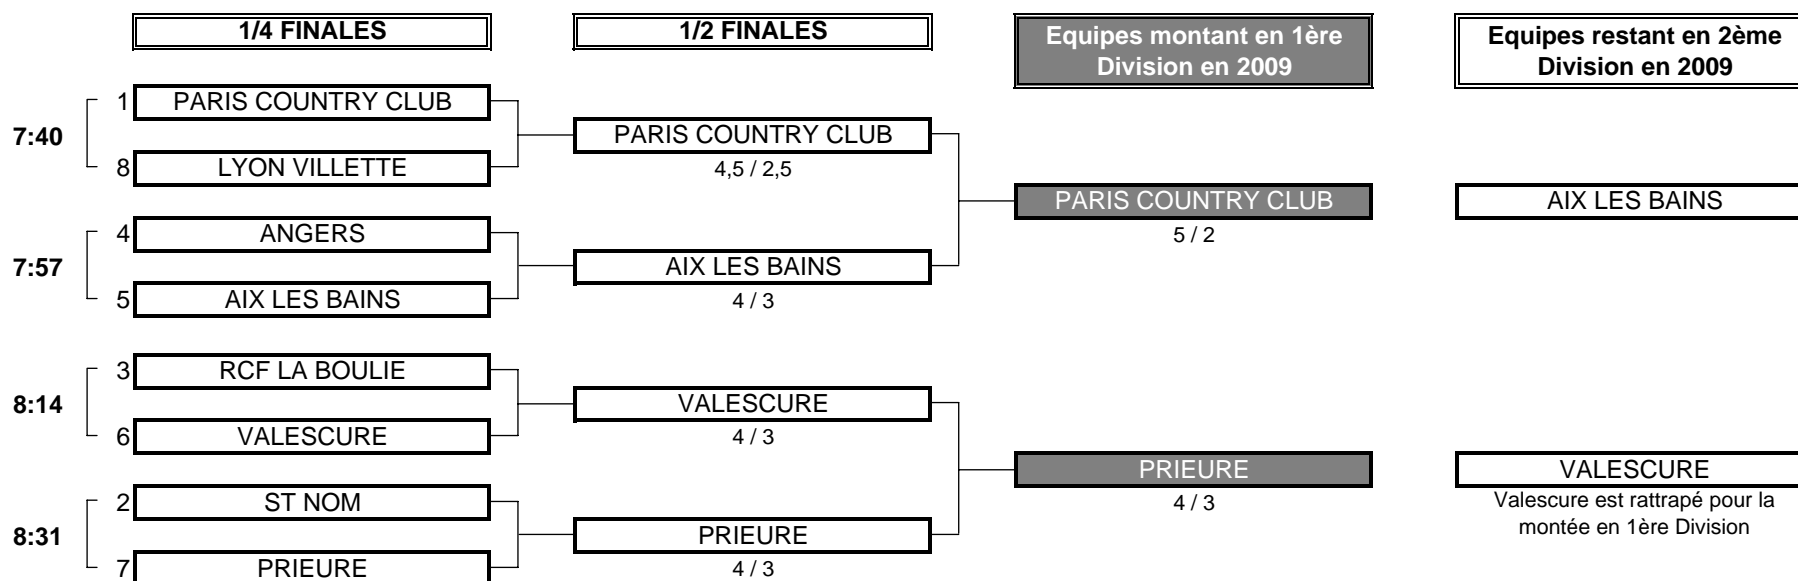 1/4 FINALES
1/2 FINALES
Equipes montant en 1ère
Division en 2009
Equipes restant en 2ème
Division en 2009
7:40
1 PARIS COUNTRY CLUB
8 LYON VILLETTE
PARIS COUNTRY CLUB
4,5 / 2,5
7:57
4 ANGERS
5 AIX LES BAINS
AIX LES BAINS
4 / 3
PARIS COUNTRY CLUB
5 / 2
AIX LES BAINS
8:14
3 RCF LA BOULIE
6 VALESCURE
VALESCURE
4 / 3
8:31
2 ST NOM
7 PRIEURE
PRIEURE
4 / 3
PRIEURE
4 / 3
VALESCURE
Valescure est rattrapé pour la
montée en 1ère Division